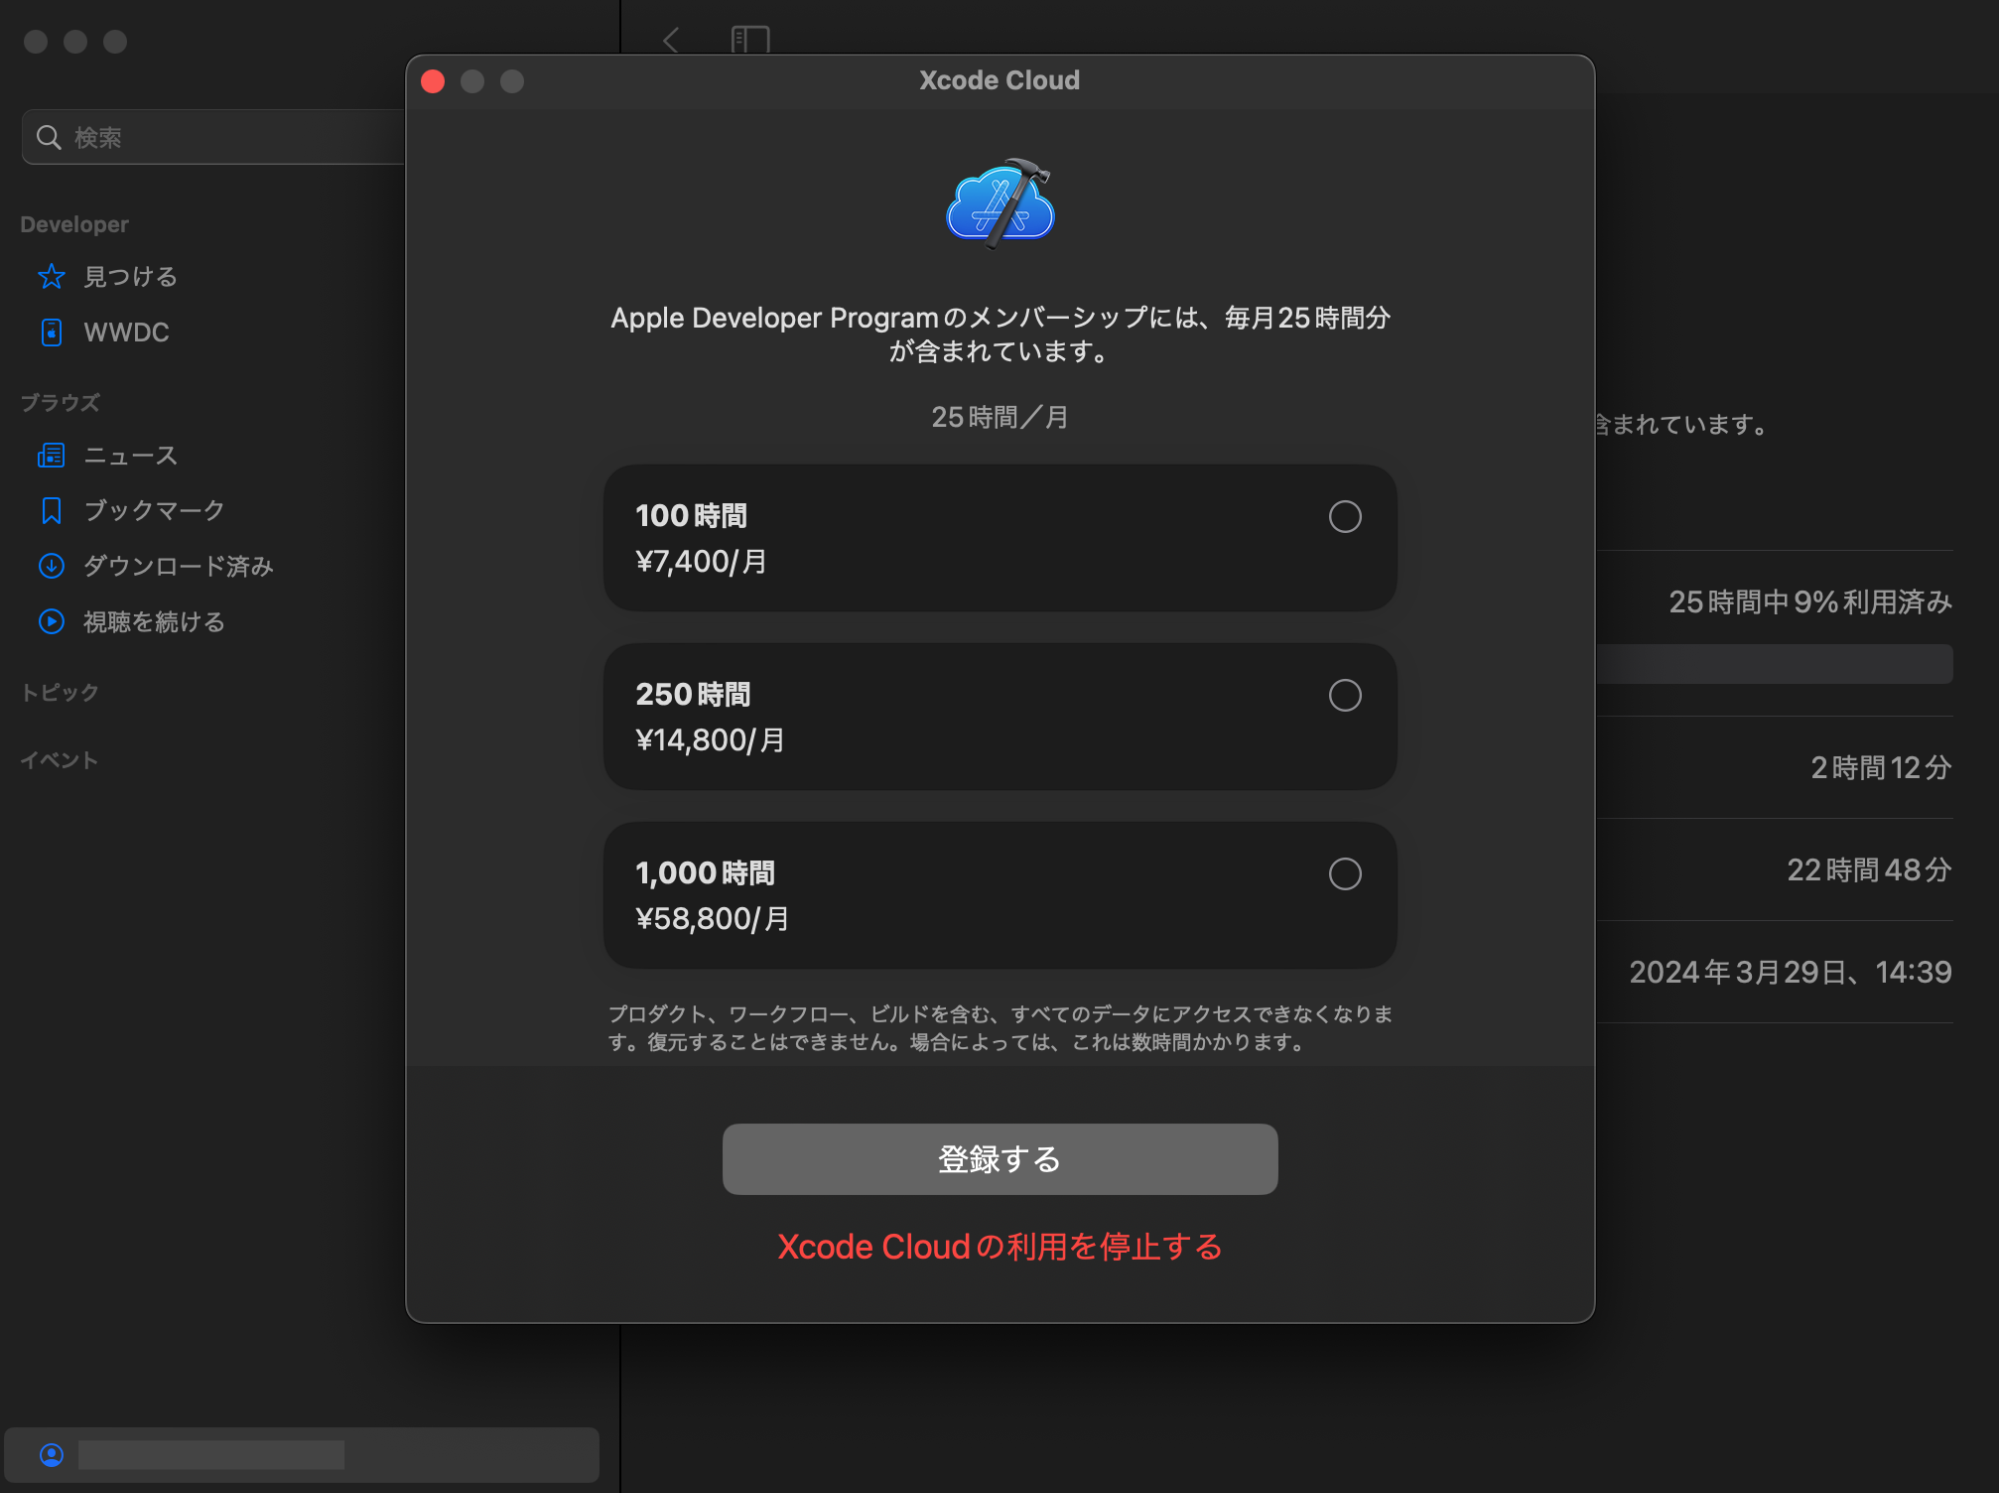 検索
Developer
見つける
WWDC
ブラウズ
ニュース
ブックマーク
ダウンロード済み
視聴を続ける
トピック
イベント
Xcode Cloud
Apple Developer Programのメンバーシップには、毎月25時間分
が含まれています。
25時間／月
100時間
¥7,400/月
250時間
¥14,800/月
1,000時間
¥58,800/月
プロダクト、ワークフロー、ビルドを含む、すべてのデータにアクセスできなくなりま
す。復元することはできません。場合によっては、これは数時間かかります。
登録する
Xcode Cloudの利用を停止する
含まれています。
25時間中9%利用済み
2時間12分
22時間48分
2024年3月29日、14:39